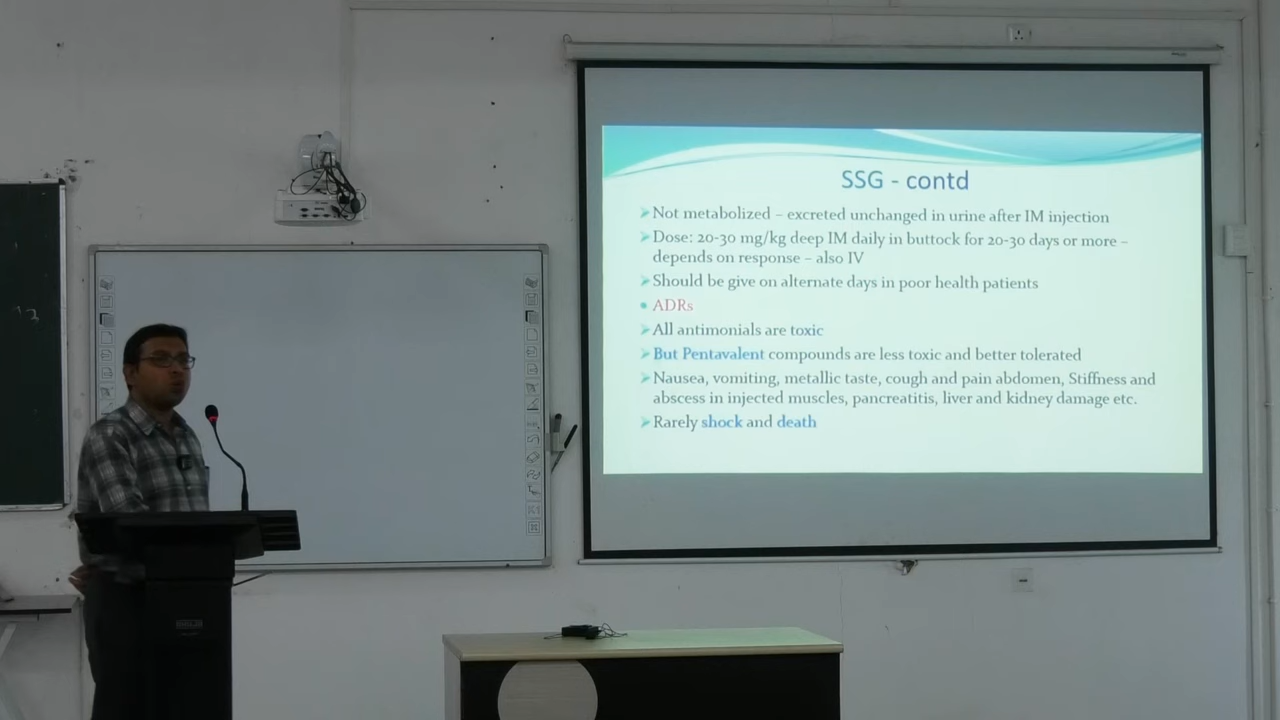 SSG - contd
➤Not metabolized – excreted unchanged in urine after IM injection
➤Dose: 20-30 mg/kg deep IM daily in buttock for 20-30 days or more –
depends on response – also IV
➤Should be give on alternate days in poor health patients
• ADRs
➤All antimonials are toxic
➤But Pentavalent compounds are less toxic and better tolerated
➤Nausea, vomiting, metallic taste, cough and pain abdomen, Stiffness and
abscess in injected muscles, pancreatitis, liver and kidney damage etc.
➤Rarely shock and death